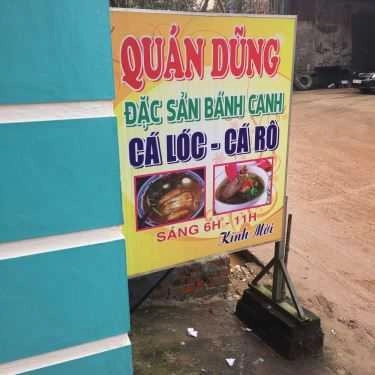 QUÁN DŨNG
ĐẶC SẢN BÁNH CANH
CÁ LÓC - CÁ RÔ
SÁNG 6H - 11H
Kính Mời